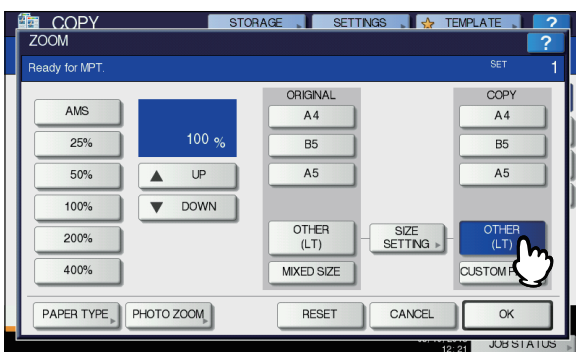 COPY
STORAGE
SETTINGS
TEMPLATE
?
ZOOM
?
Ready for MPT.
SET
1
ORIGINAL
COPY
AMS
100 %
A4
A4
25%
B5
B5
50%
UP
A5
A5
100%
DOWN
200%
OTHER
(LT)
SIZE
SETTING
OTHER
(LT)
400%
MIXED SIZE
CUSTOM
PAPER TYPE
PHOTO ZOOM
RESET
CANCEL
OK
12:21
JOB STATUS